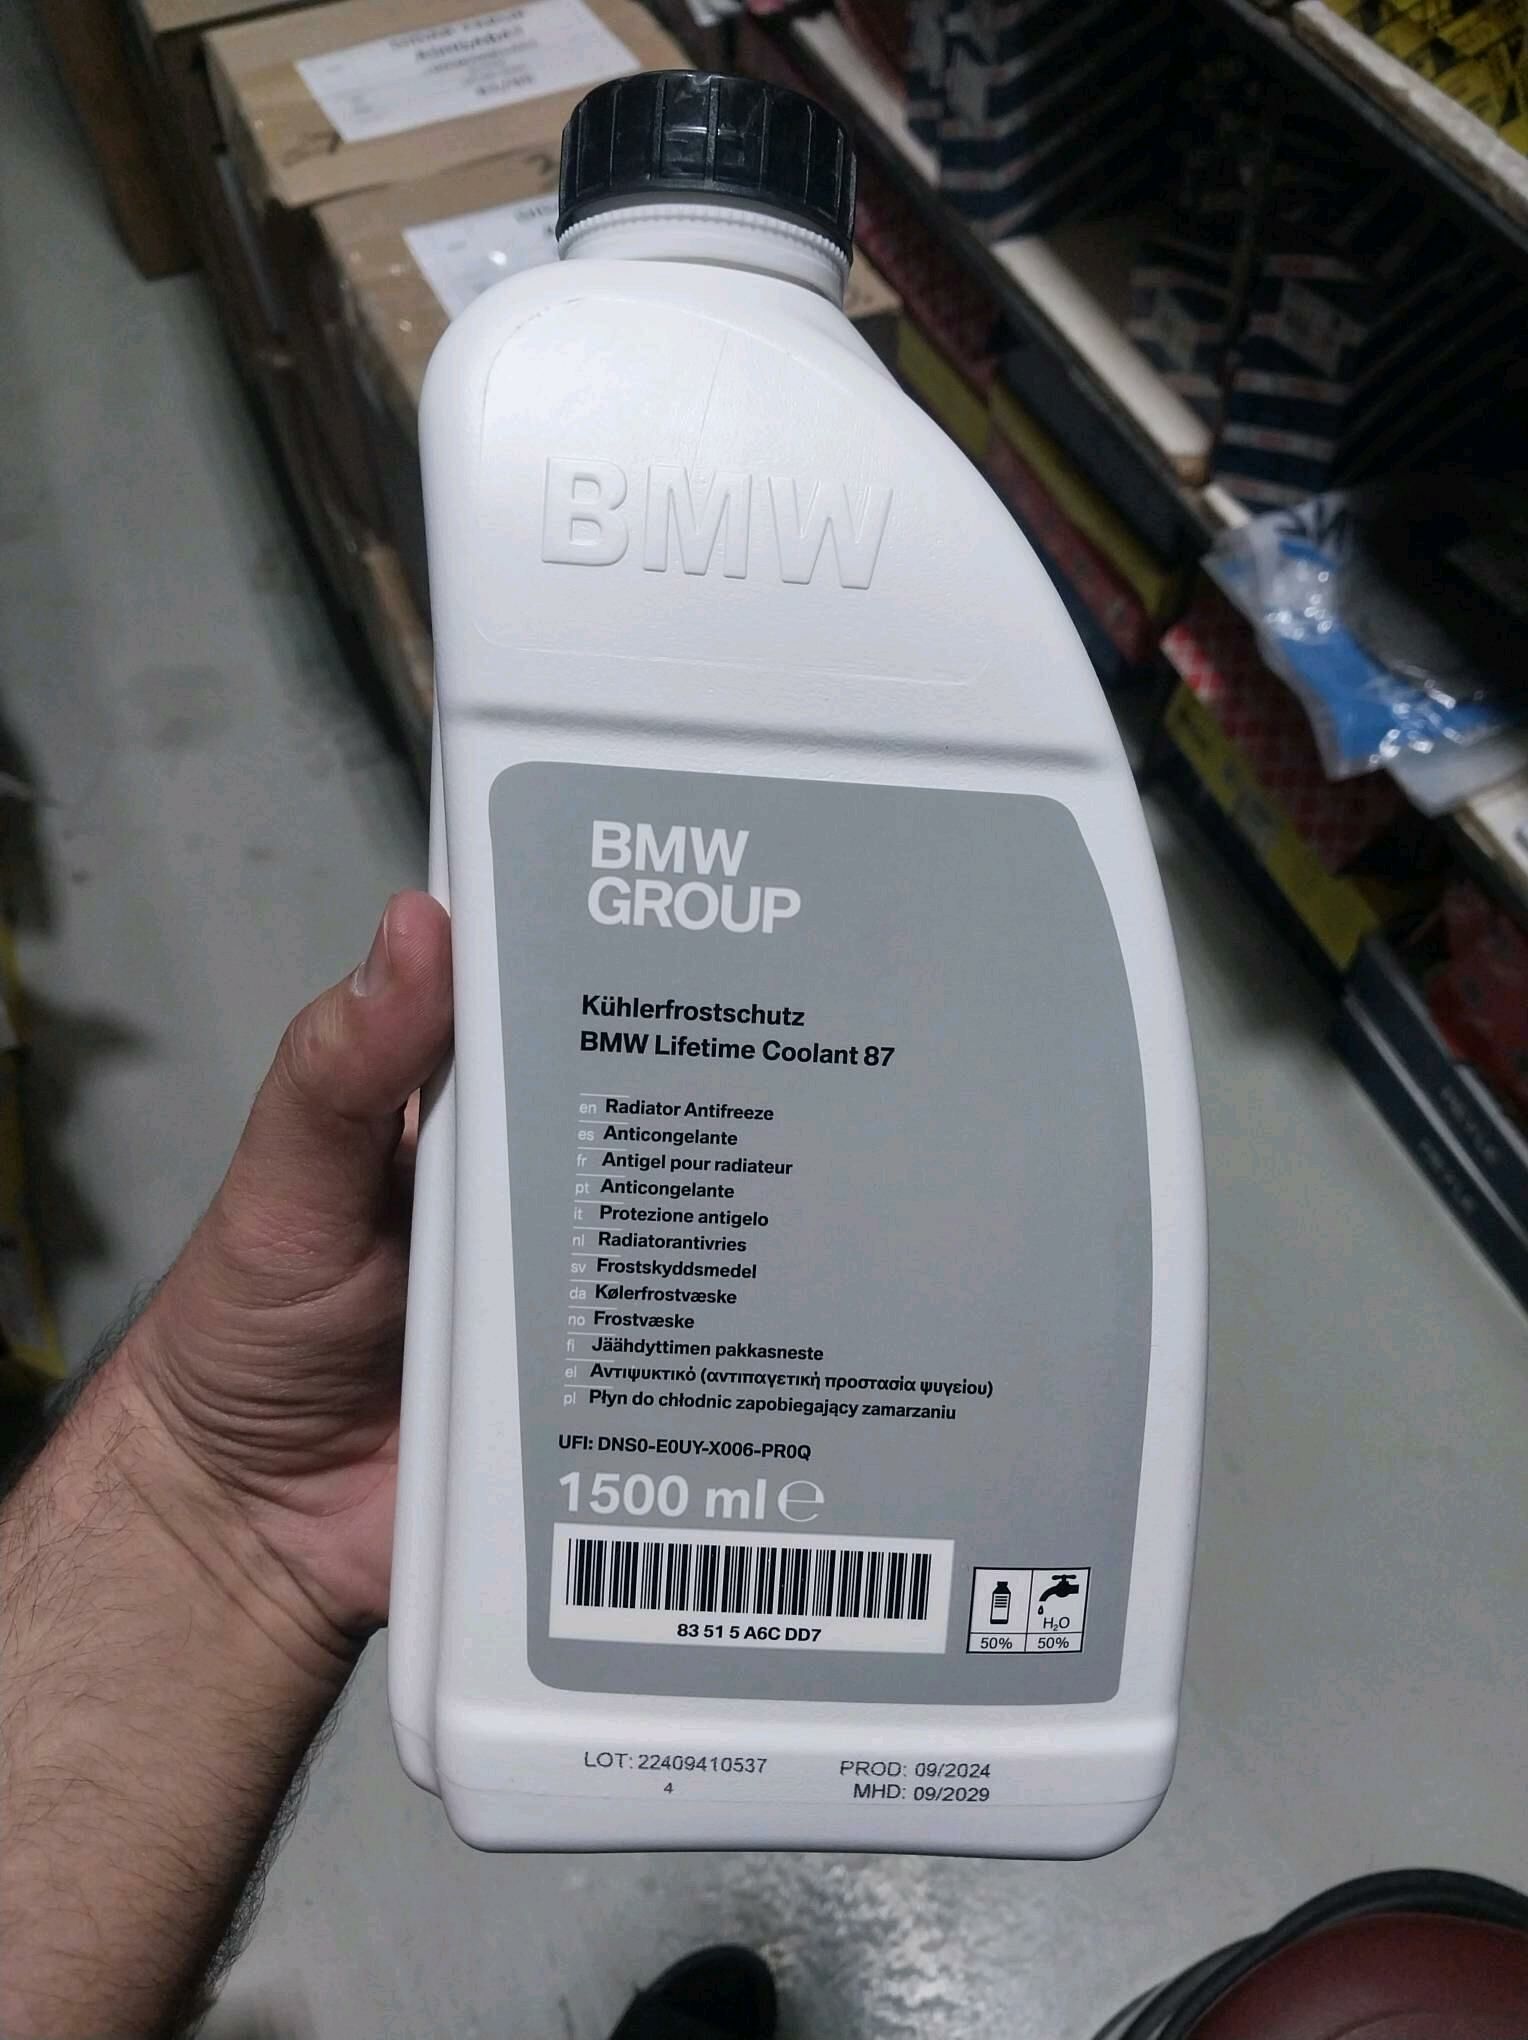 BMW
BMW
GROUP
Kühlerfrostschutz
BMW Lifetime Coolant 87
en Radiator Antifreeze
es Anticongelante
fr Antigel pour radiateur
pt Anticongelante
it Protezione antigelo
nl Radiatorantivries
sv Frostskyddsmedel
da Kølerfrostvæske
no Frostvæske
fi Jäähdyttimen pakkasneste
el Αντιψυκτικό (αντιπαγετική προστασία ψυγείου)
pl Płyn do chłodnic zapobiegający zamarzaniu
UFI: DNS0-E0UY-X006-PR0Q
1500 ml ℮
83 51 5 A6C DD7
H₂O
50% 50%
LOT: 22409410537 PROD: 09/2024
4 MHD: 09/2029